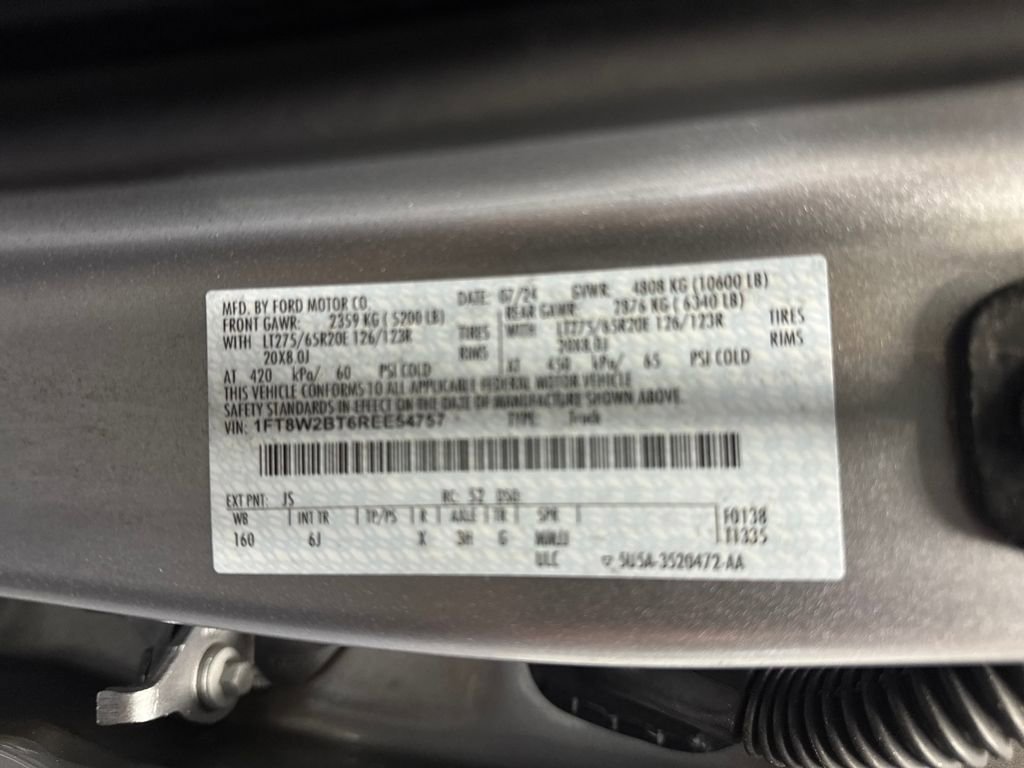 MFD. BY FORD MOTOR CO. DATE: 07/24 GVWR: 4808 KG (10600 LB)
FRONT GAWR: 2359 KG (5200 LB) REAR GAWR: 2876 KG (6340 LB)
WITH LT275/65R20E 126/123R TIRES WITH LT275/65R20E 126/123R TIRES
20X8.0J RIMS 20X8.0J RIMS
AT 420 kPa/ 60 PSI COLD AT 450 kPa/ 65 PSI COLD
THIS VEHICLE CONFORMS TO ALL APPLICABLE FEDERAL MOTOR VEHICLE
SAFETY STANDARDS IN EFFECT ON THE DATE OF MANUFACTURE SHOWN ABOVE.
VIN: 1FT8W2BT6REE54757 TYPE: Truck
EXT PNT: JS RC: 52 DSO:
WB INT TR TP/PS R AXLE TR SPR F0138
160 6J X 3H G T1335
ULC 5U5A-3520472-AA